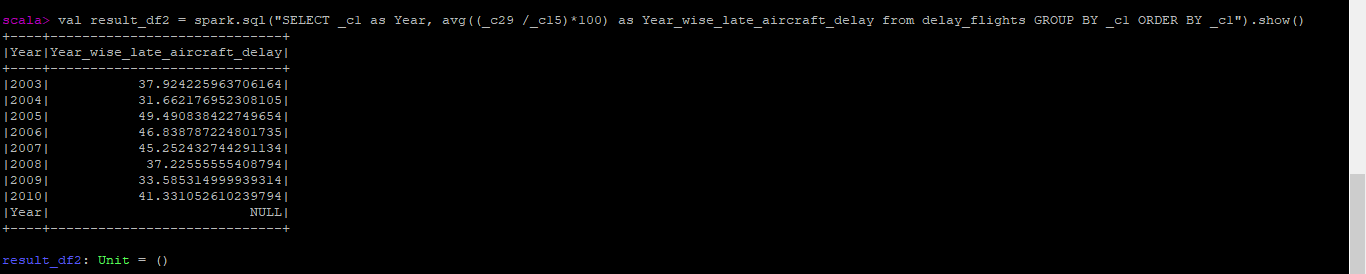 scala> val result_df2 = spark.sql("SELECT _c1 as Year, avg((_c29 /_c15)*100) as Year_wise_late_aircraft_delay from delay_flights GROUP BY _c1 ORDER BY _c1").show()
+----+-----------------------------+
|Year|Year_wise_late_aircraft_delay|
+----+-----------------------------+
|2003|           37.924225963706164|
|2004|           31.662176952308105|
|2005|           49.490838422749654|
|2006|           46.838787224801735|
|2007|           45.252432744291134|
|2008|            37.22555555408794|
|2009|           33.585314999939314|
|2010|           41.331052610239794|
|Year|                         NULL|
+----+-----------------------------+
result_df2: Unit = ()